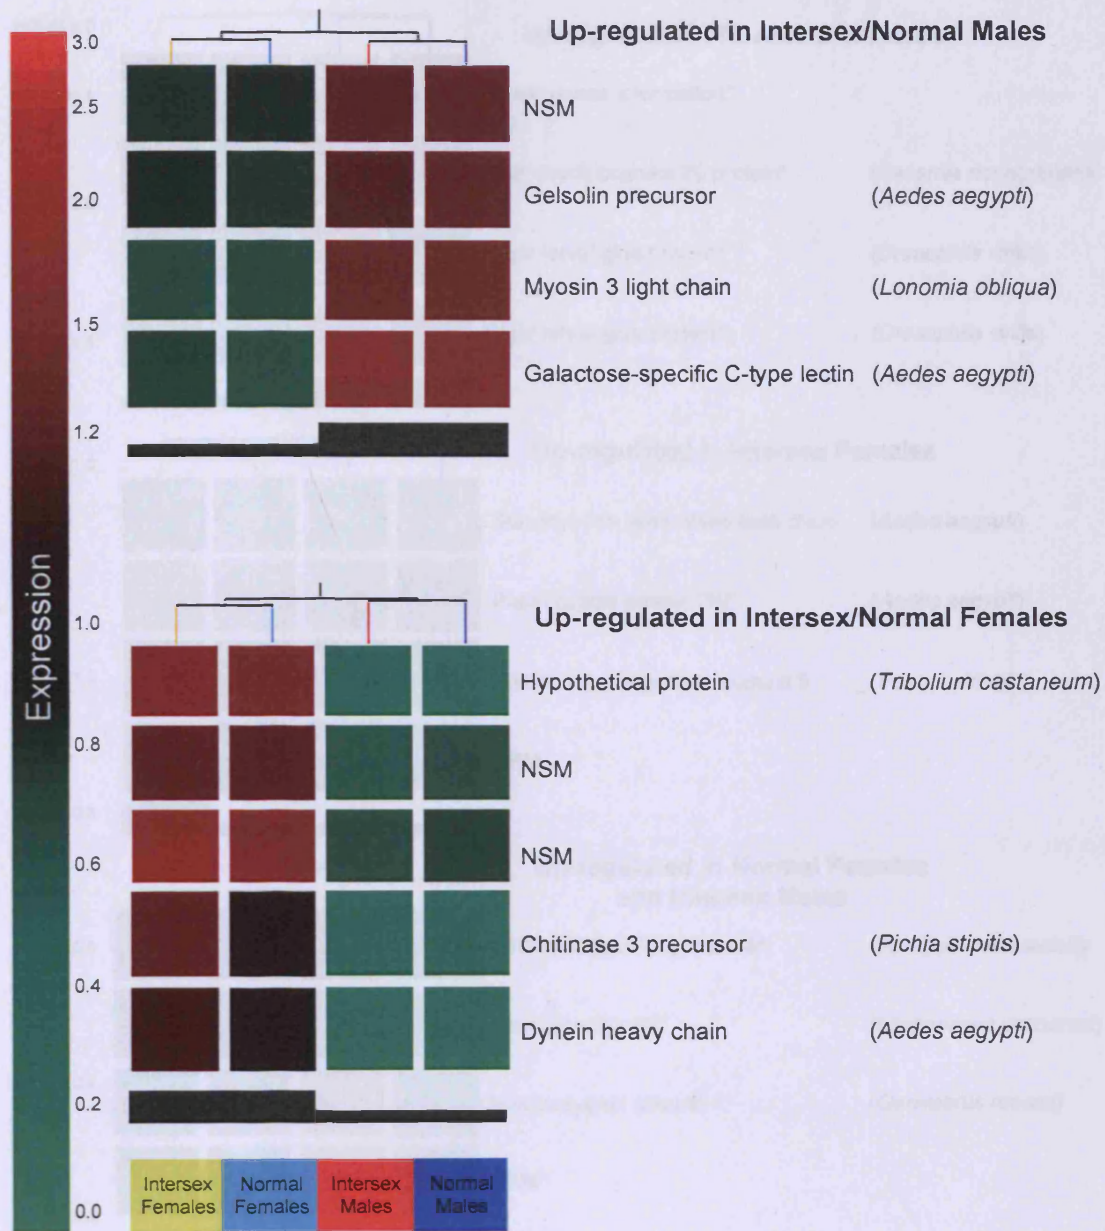 Up-regulated in Intersex/Normal Males
3.0
2.5
2.0
1.5
1.2
1.0
0.8
0.6
0.4
0.2
0.0
Expression
NSM
Gelsolin precursor (Aedes aegypti)
Myosin 3 light chain (Lonomia obliqua)
Galactose-specific C-type lectin (Aedes aegypti)
Up-regulated in Intersex/Normal Females
Hypothetical protein (Tribolium castaneum)
NSM
NSM
Chitinase 3 precursor (Pichia stipitis)
Dynein heavy chain (Aedes aegypti)
Intersex Females
Normal Females
Intersex Males
Normal Males